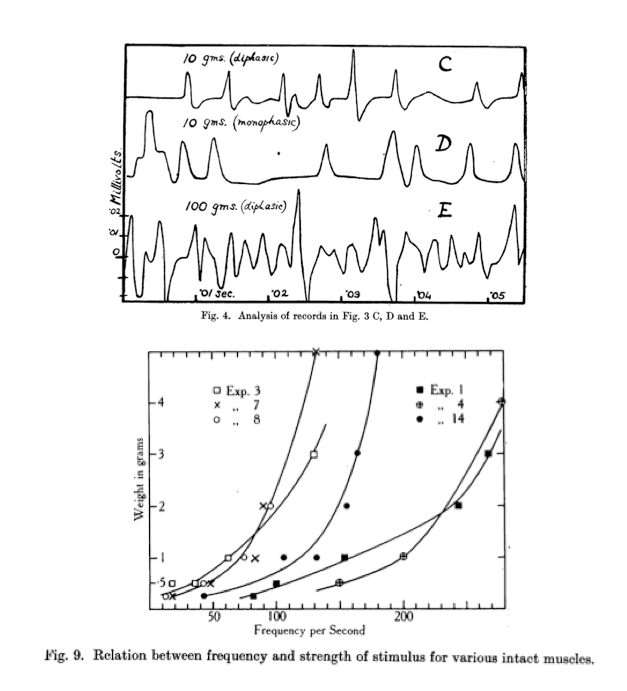 10 gms. (diphasic)
C
10 gms. (monophasic)
D
100 gms. (diphasic)
E
Millivolts
0
·01 sec.
·02
·09
·04
·05
Fig. 4. Analysis of records in Fig. 3 C, D and E.
Exp. 3
„ 7
„ 8
Exp. 1
„ 4
„ 14
Weight in grams
4
3
2
1
·5
50
100
200
Frequency per Second
Fig. 9. Relation between frequency and strength of stimulus for various intact muscles.